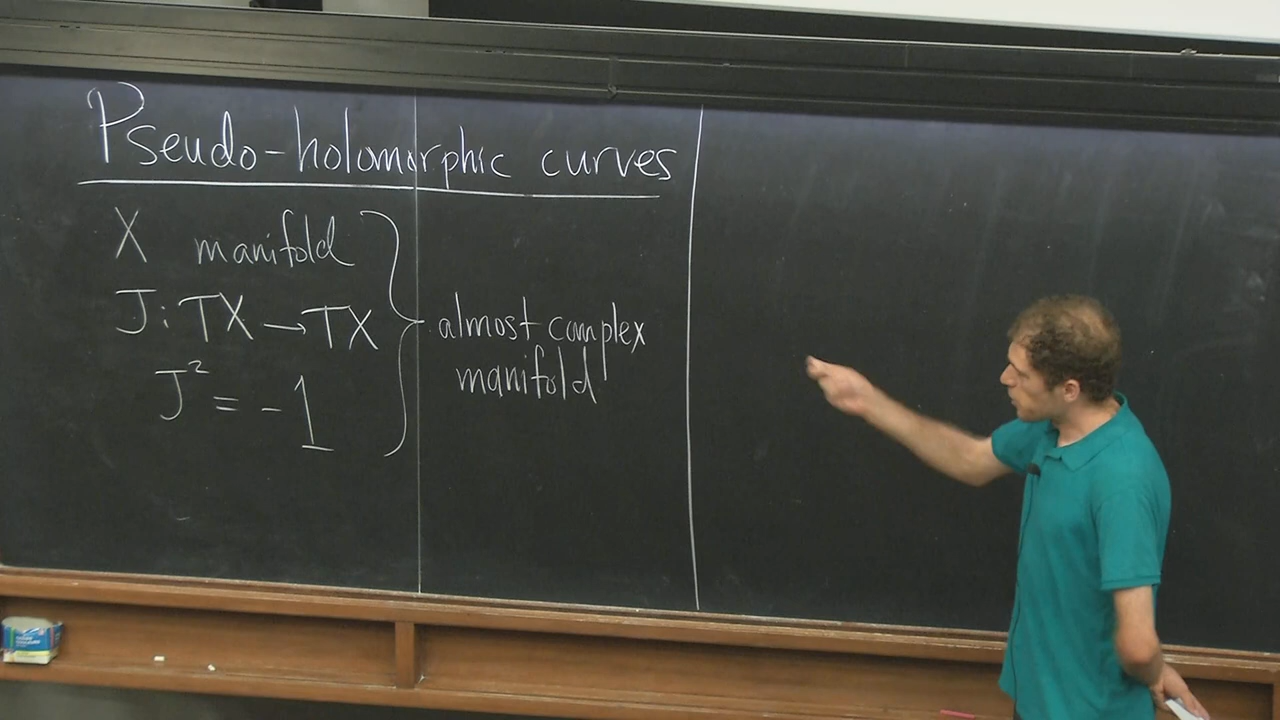 Pseudo-holomorphic curves
X manifold
J: TX → TX
J² = -1
almost complex
manifold